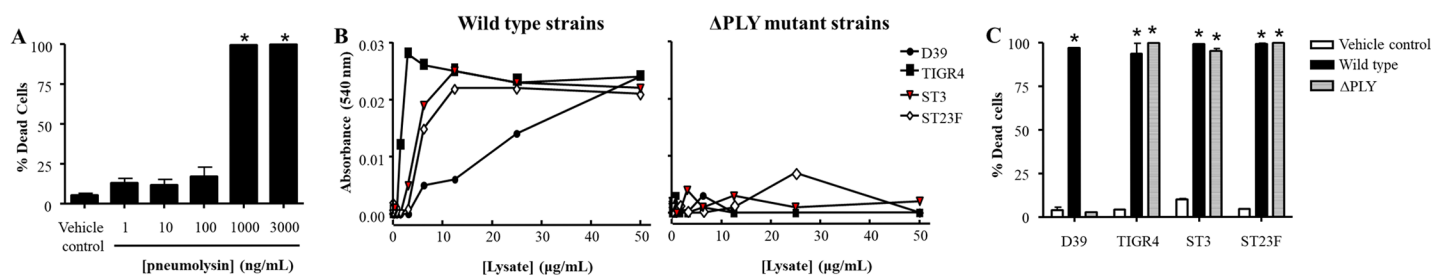 A
% Dead Cells
100
75
50
25
0
*
*
Vehicle control
1
10
100
1000
3000
[pneumolysin] (ng/mL)
B
Wild type strains
Absorbance (540 nm)
0.03
0.02
0.01
0.00
0
10
20
30
40
50
[Lysate] (µg/mL)
ΔPLY mutant strains
D39
TIGR4
ST3
ST23F
0
10
20
30
40
50
[Lysate] (µg/mL)
C
% Dead cells
100
75
50
25
0
*
*
*
*
*
*
*
D39
TIGR4
ST3
ST23F
Vehicle control
Wild type
ΔPLY